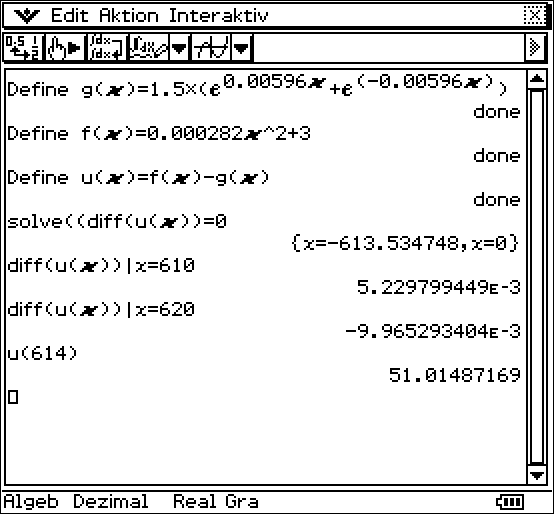 Edit Aktion Interaktiv
Define g(x)=1.5×(e^0.00596x+e^(-0.00596x))
done
Define f(x)=0.000282x^2+3
done
Define u(x)=f(x)-g(x)
done
solve((diff(u(x))=0
{x=-613.534748,x=0}
diff(u(x))|x=610
5.229799449E-3
diff(u(x))|x=620
-9.965293404E-3
u(614)
51.01487169
Algeb Dezimal Real Gra